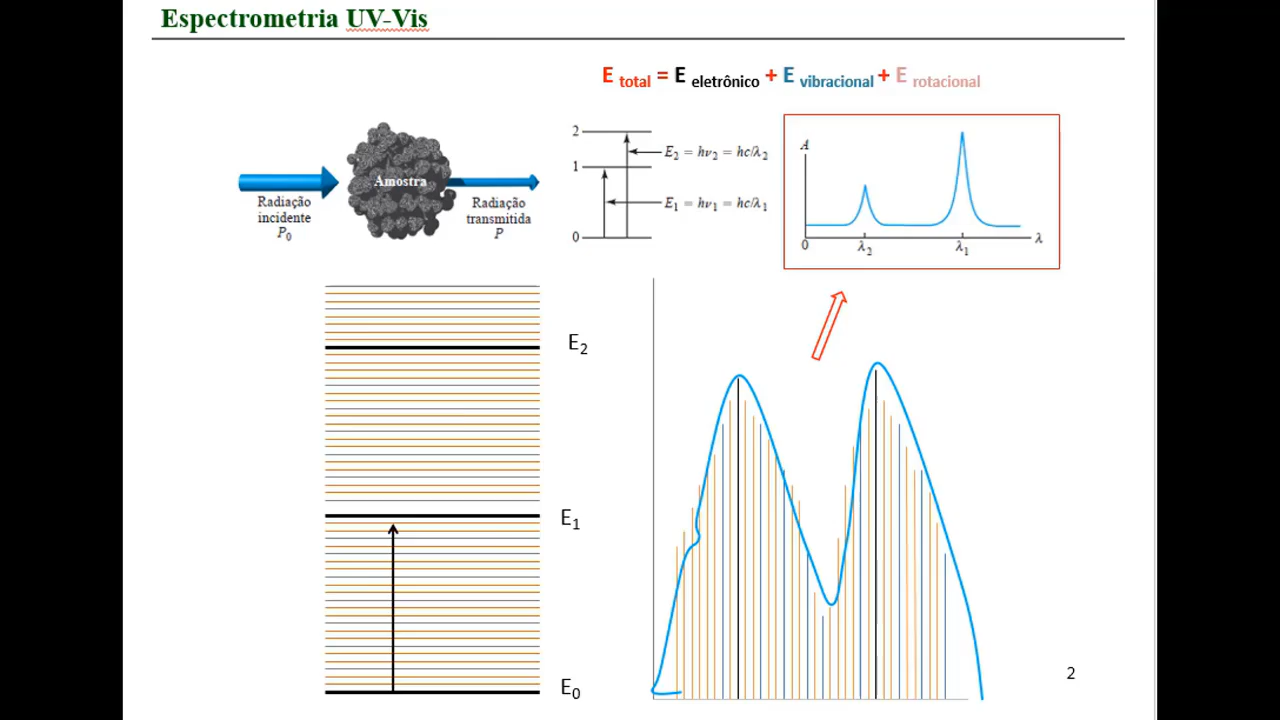 Espectrometria UV-Vis
E total = E eletrônico + E vibracional + E rotacional
Amostra
Radiação
incidente
P₀
Radiação
transmitida
P
2
1
0
E₂ = hν₂ = hc/λ₂
E₁ = hν₁ = hc/λ₁
A
0
λ₂
λ₁
λ
E₂
E₁
E₀
2